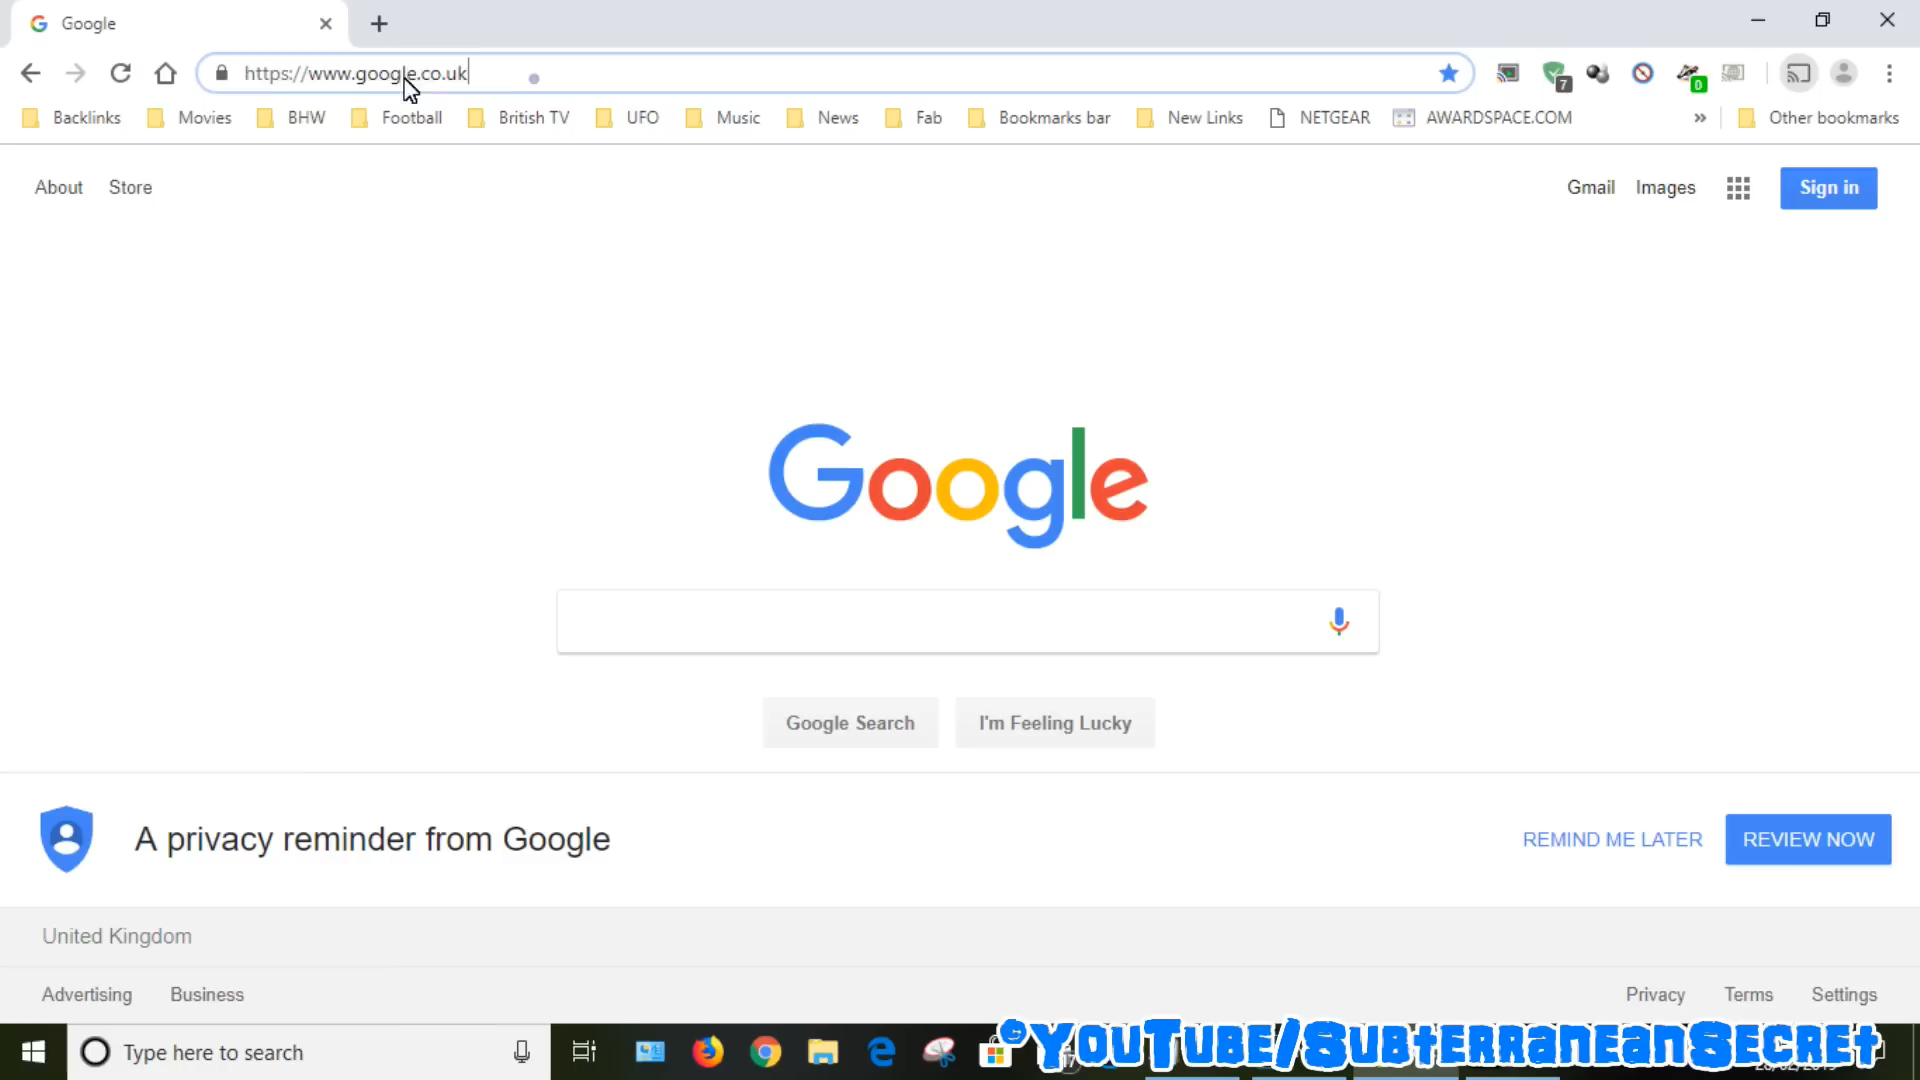 Google
https://www.google.co.uk
7
0
Backlinks Movies BHW Football British TV UFO Music News Fab Bookmarks bar New Links NETGEAR AWARDSPACE.COM » Other bookmarks
About Store Gmail Images Sign in
Google
Google Search I'm Feeling Lucky
A privacy reminder from Google REMIND ME LATER REVIEW NOW
United Kingdom
Advertising Business Privacy Terms Settings
Type here to search
©YouTube/SubterraneanSecret